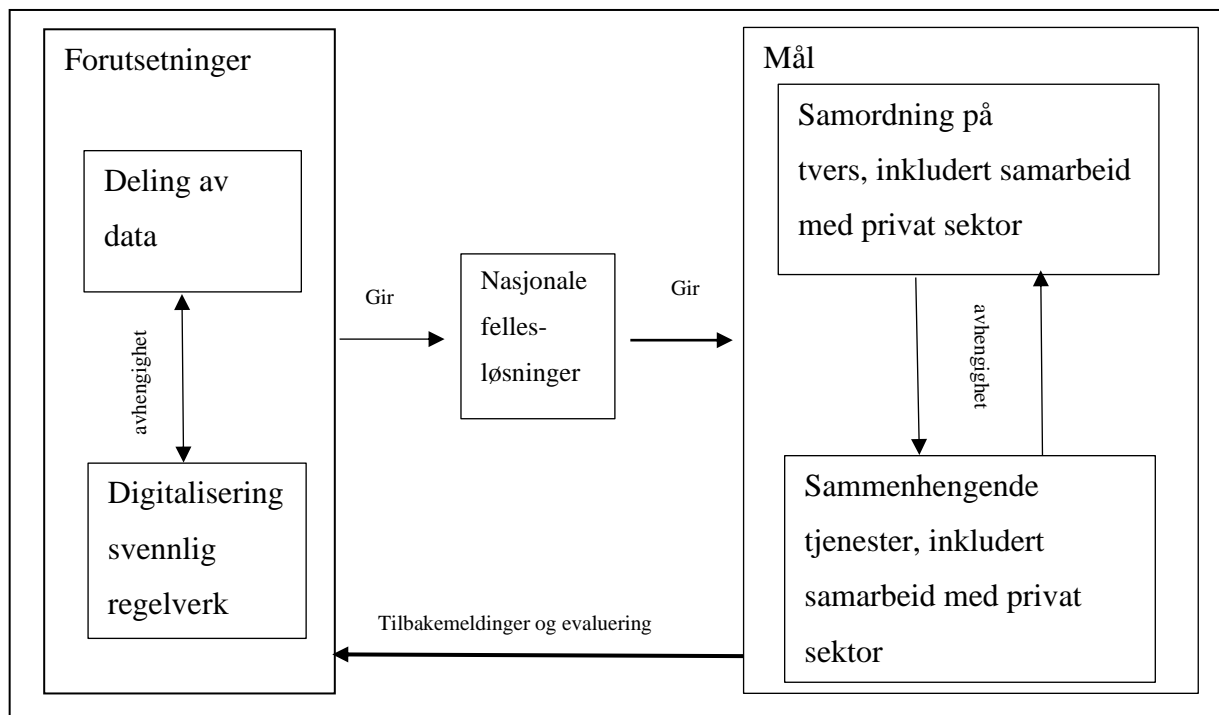 Forutsetninger
Deling av
data
avhengighet
Digitalisering
svennlig
regelverk
Gir
Nasjonale
felles-
løsninger
Gir
Mål
Samordning på
tvers, inkludert samarbeid
med privat sektor
avhengighet
Sammenhengende
tjenester, inkludert
samarbeid med privat
sektor
Tilbakemeldinger og evaluering